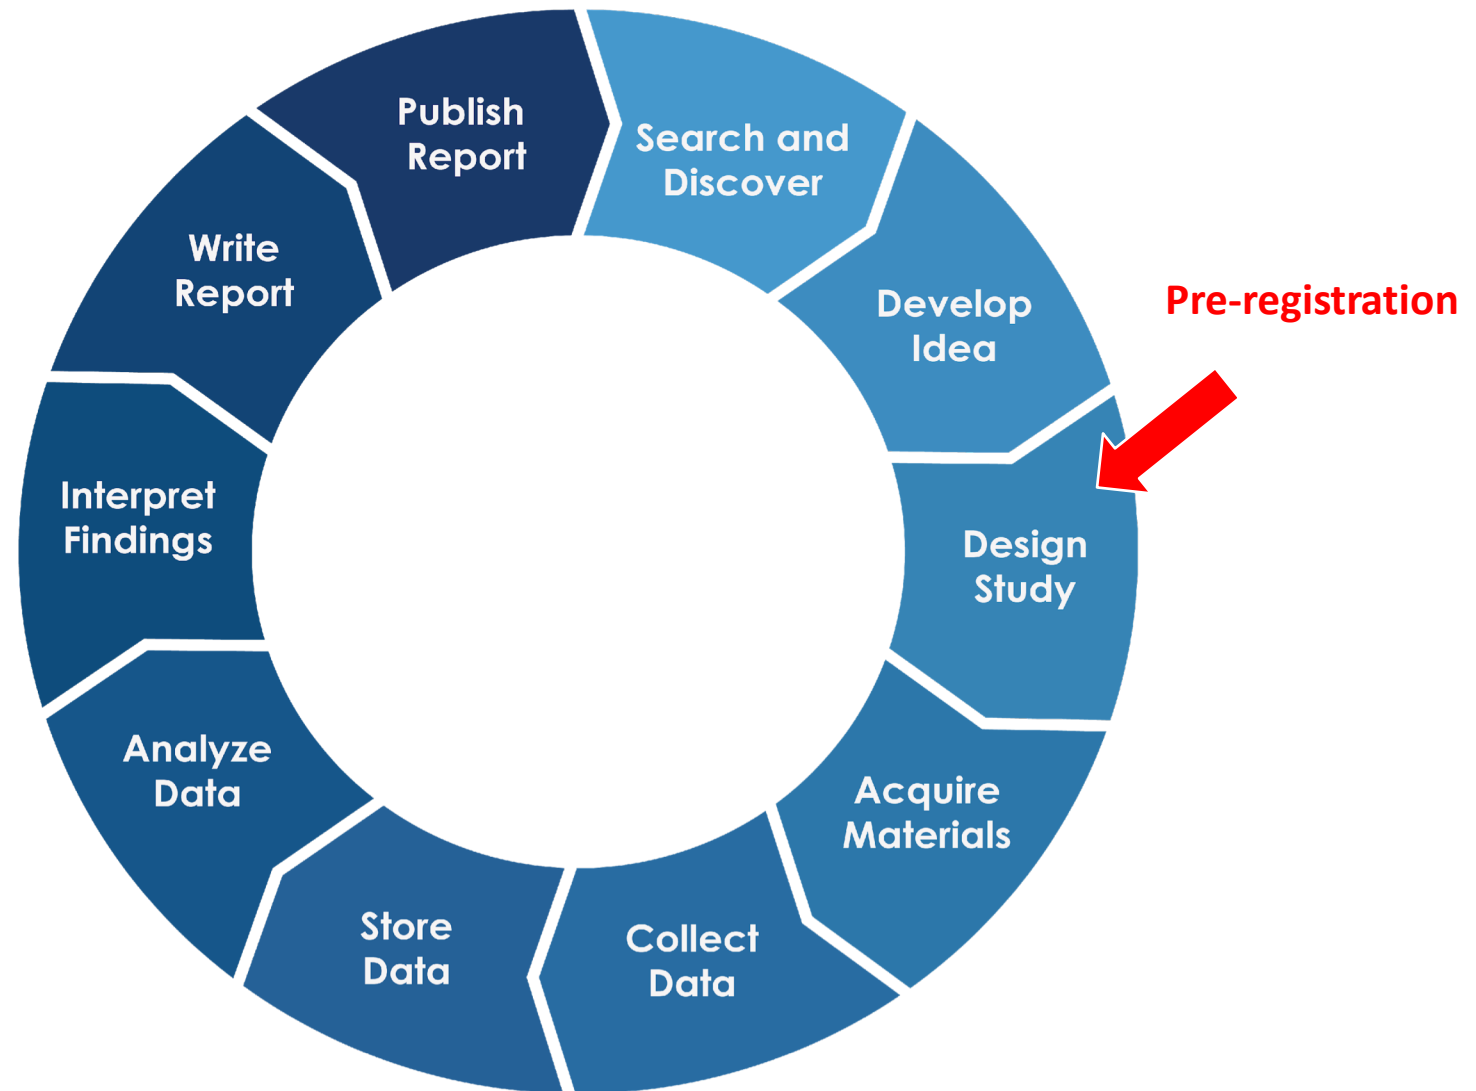 Publish
Report
Search and
Discover
Develop
Idea
Pre-registration
Design
Study
Acquire
Materials
Collect
Data
Store
Data
Analyze
Data
Interpret
Findings
Write
Report